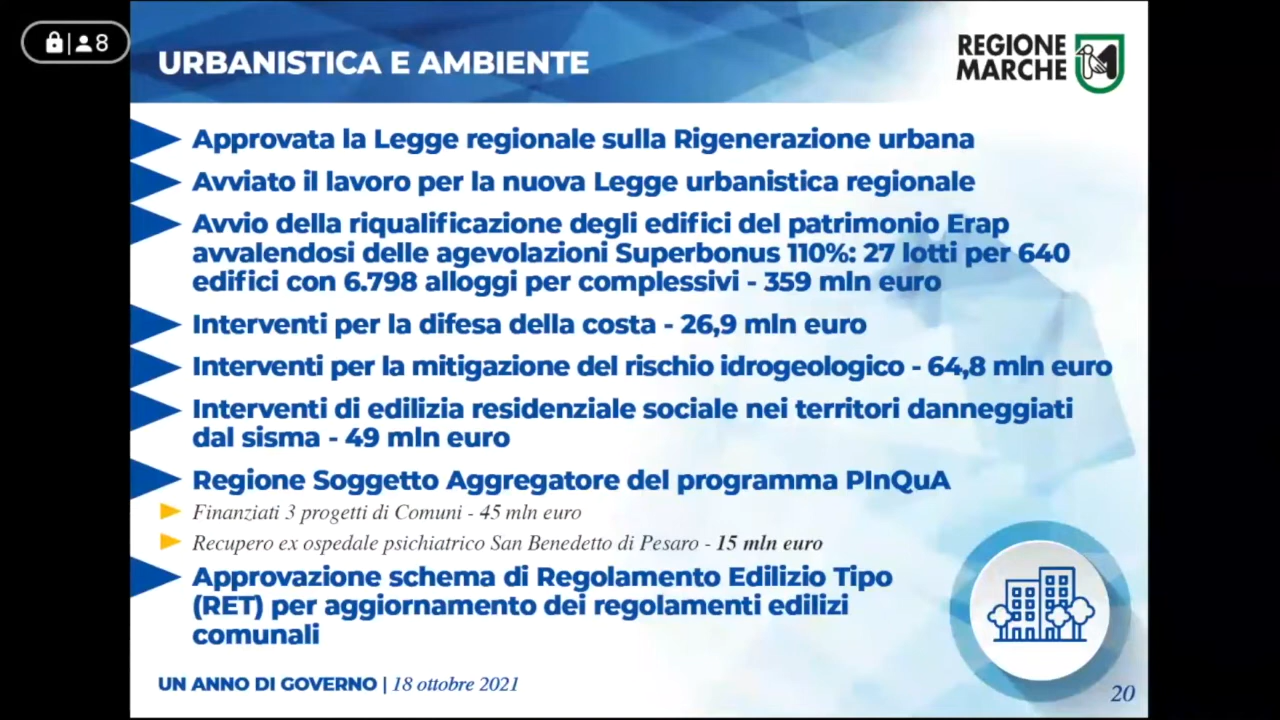 8
URBANISTICA E AMBIENTE
REGIONE
MARCHE
Approvata la Legge regionale sulla Rigenerazione urbana
Avviato il lavoro per la nuova Legge urbanistica regionale
Avvio della riqualificazione degli edifici del patrimonio Erap
avvalendosi delle agevolazioni Superbonus 110%: 27 lotti per 640
edifici con 6.798 alloggi per complessivi - 359 mln euro
Interventi per la difesa della costa - 26,9 mln euro
Interventi per la mitigazione del rischio idrogeologico - 64,8 mln euro
Interventi di edilizia residenziale sociale nei territori danneggiati
dal sisma - 49 mln euro
Regione Soggetto Aggregatore del programma PInQuA
Finanziati 3 progetti di Comuni - 45 mln euro
Recupero ex ospedale psichiatrico San Benedetto di Pesaro - 15 mln euro
Approvazione schema di Regolamento Edilizio Tipo
(RET) per aggiornamento dei regolamenti edilizi
comunali
UN ANNO DI GOVERNO | 18 ottobre 2021
20